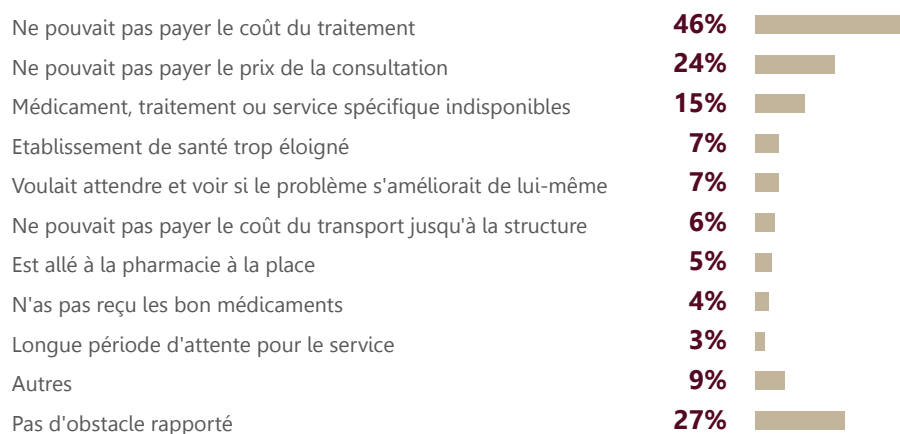 Ne pouvait pas payer le coût du traitement 46%
Ne pouvait pas payer le prix de la consultation 24%
Médicament, traitement ou service spécifique indisponibles 15%
Etablissement de santé trop éloigné 7%
Voulait attendre et voir si le problème s'améliorait de lui-même 7%
Ne pouvait pas payer le coût du transport jusqu'à la structure 6%
Est allé à la pharmacie à la place 5%
N'as pas reçu les bon médicaments 4%
Longue période d'attente pour le service 3%
Autres 9%
Pas d'obstacle rapporté 27%